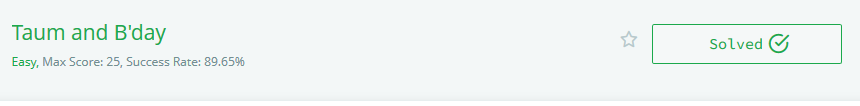 Taum and B'day
Solved
Easy, Max Score: 25, Success Rate: 89.65%